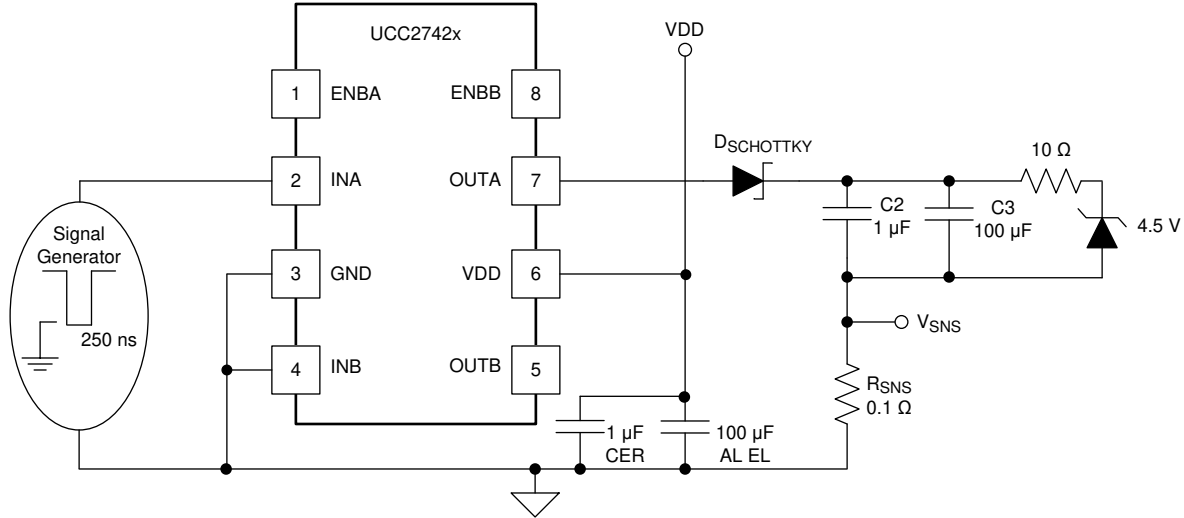 UCC2742x
VDD
1
ENBA
ENBB
8
DSCHOTTKY
10 Ω
2
INA
OUTA
7
C2
1 µF
C3
100 µF
4.5 V
Signal
Generator
250 ns
3
GND
VDD
6
VSNS
4
INB
OUTB
5
RSNS
0.1 Ω
1 µF
CER
100 µF
AL EL